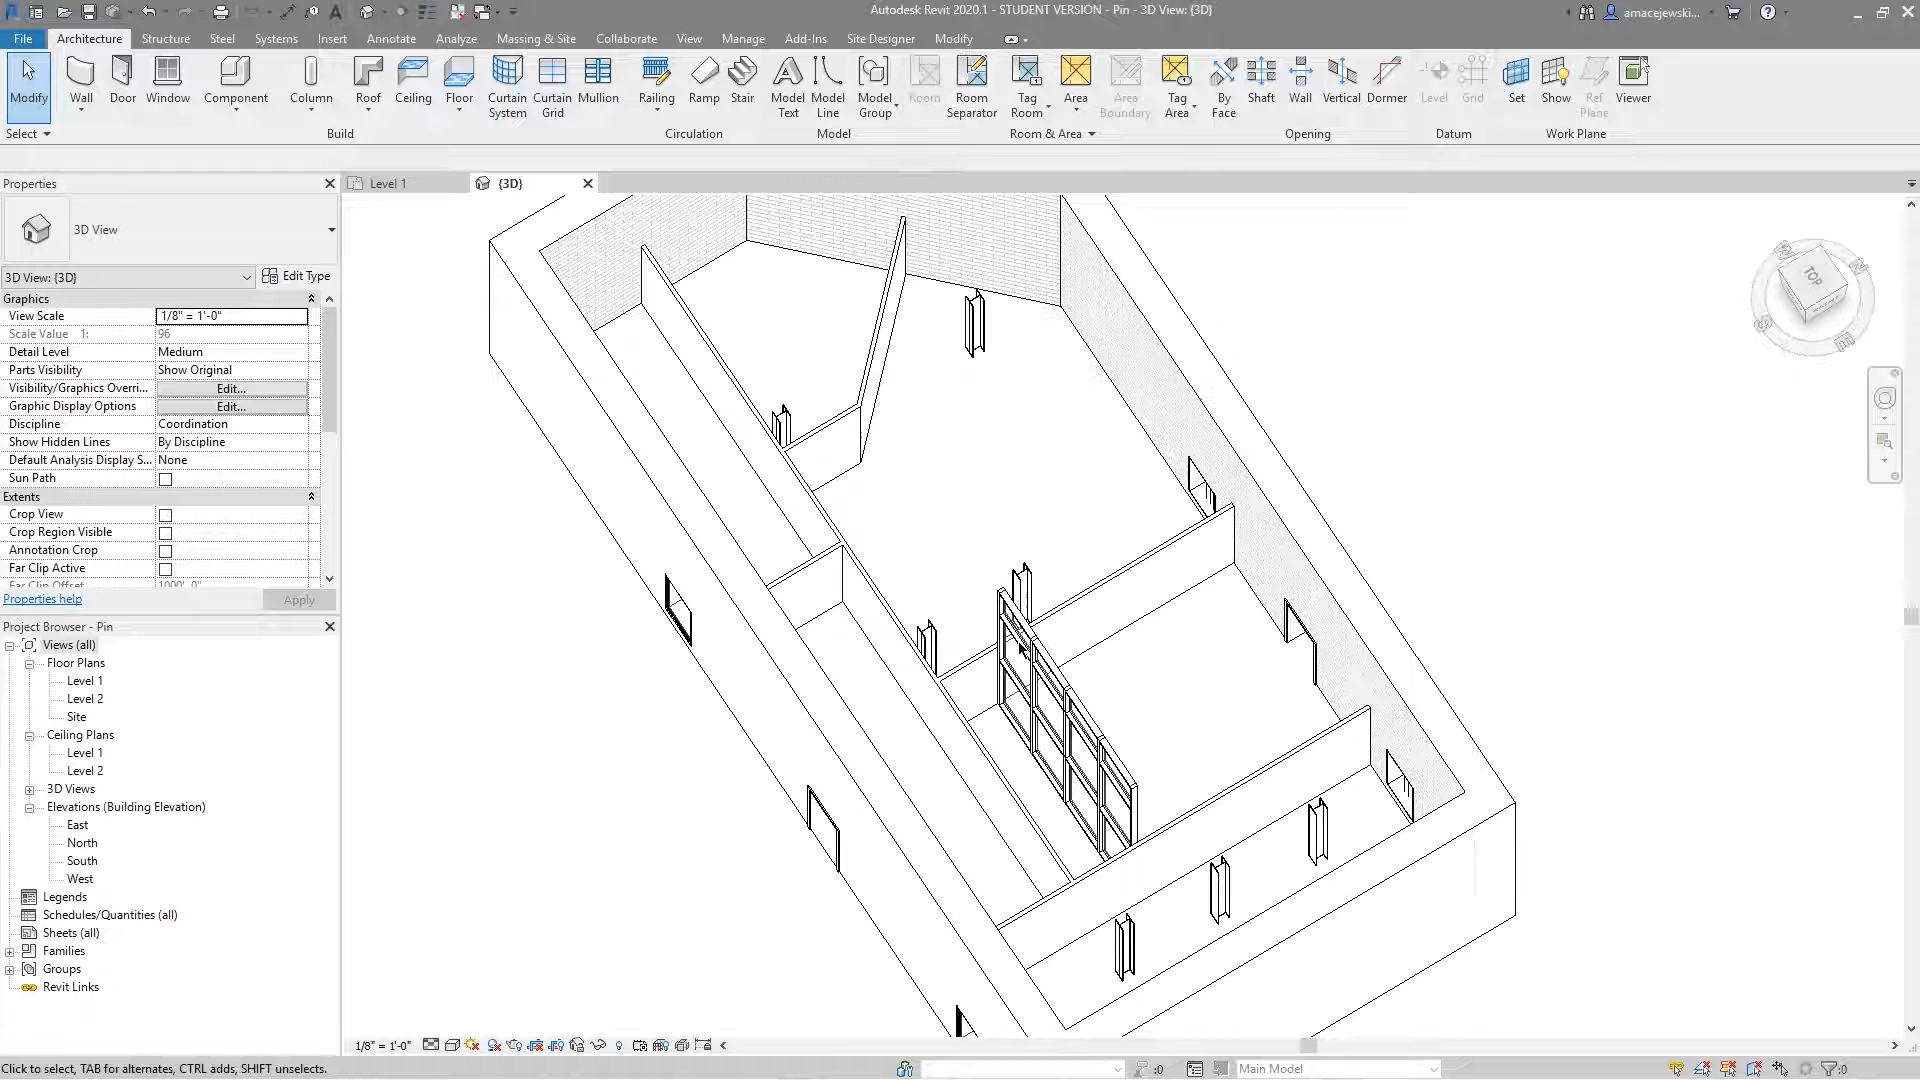 Autodesk Revit 2020.1 - STUDENT VERSION - Pin - 3D View: {3D}
amacejewski...
File Architecture Structure Steel Systems Insert Annotate Analyze Massing & Site Collaborate View Manage Add-Ins Site Designer Modify
Modify Wall Door Window Component Column Roof Ceiling Floor Curtain System Curtain Grid Mullion Railing Ramp Stair Model Text Model Line Model Group Room Room Separator Tag Room Area Area Boundary Tag Area By Face Shaft Wall Vertical Dormer Level Grid Set Show Ref Plane Viewer
Select Build Circulation Model Room & Area Opening Datum Work Plane
Properties
Level 1
{3D}
3D View
3D View: {3D}
Edit Type
Graphics
View Scale 1/8" = 1'-0"
Scale Value 1: 96
Detail Level Medium
Parts Visibility Show Original
Visibility/Graphics Overri... Edit...
Graphic Display Options Edit...
Discipline Coordination
Show Hidden Lines By Discipline
Default Analysis Display S... None
Sun Path
Extents
Crop View
Crop Region Visible
Annotation Crop
Far Clip Active
Far Clip Offset 1000' 0"
Properties help Apply
Project Browser - Pin
Views (all)
Floor Plans
Level 1
Level 2
Site
Ceiling Plans
Level 1
Level 2
3D Views
Elevations (Building Elevation)
East
North
South
West
Legends
Schedules/Quantities (all)
Sheets (all)
Families
Groups
Revit Links
TOP
N
W
S
E
1/8" = 1'-0"
Click to select, TAB for alternates, CTRL adds, SHIFT unselects.
:0
Main Model
:0